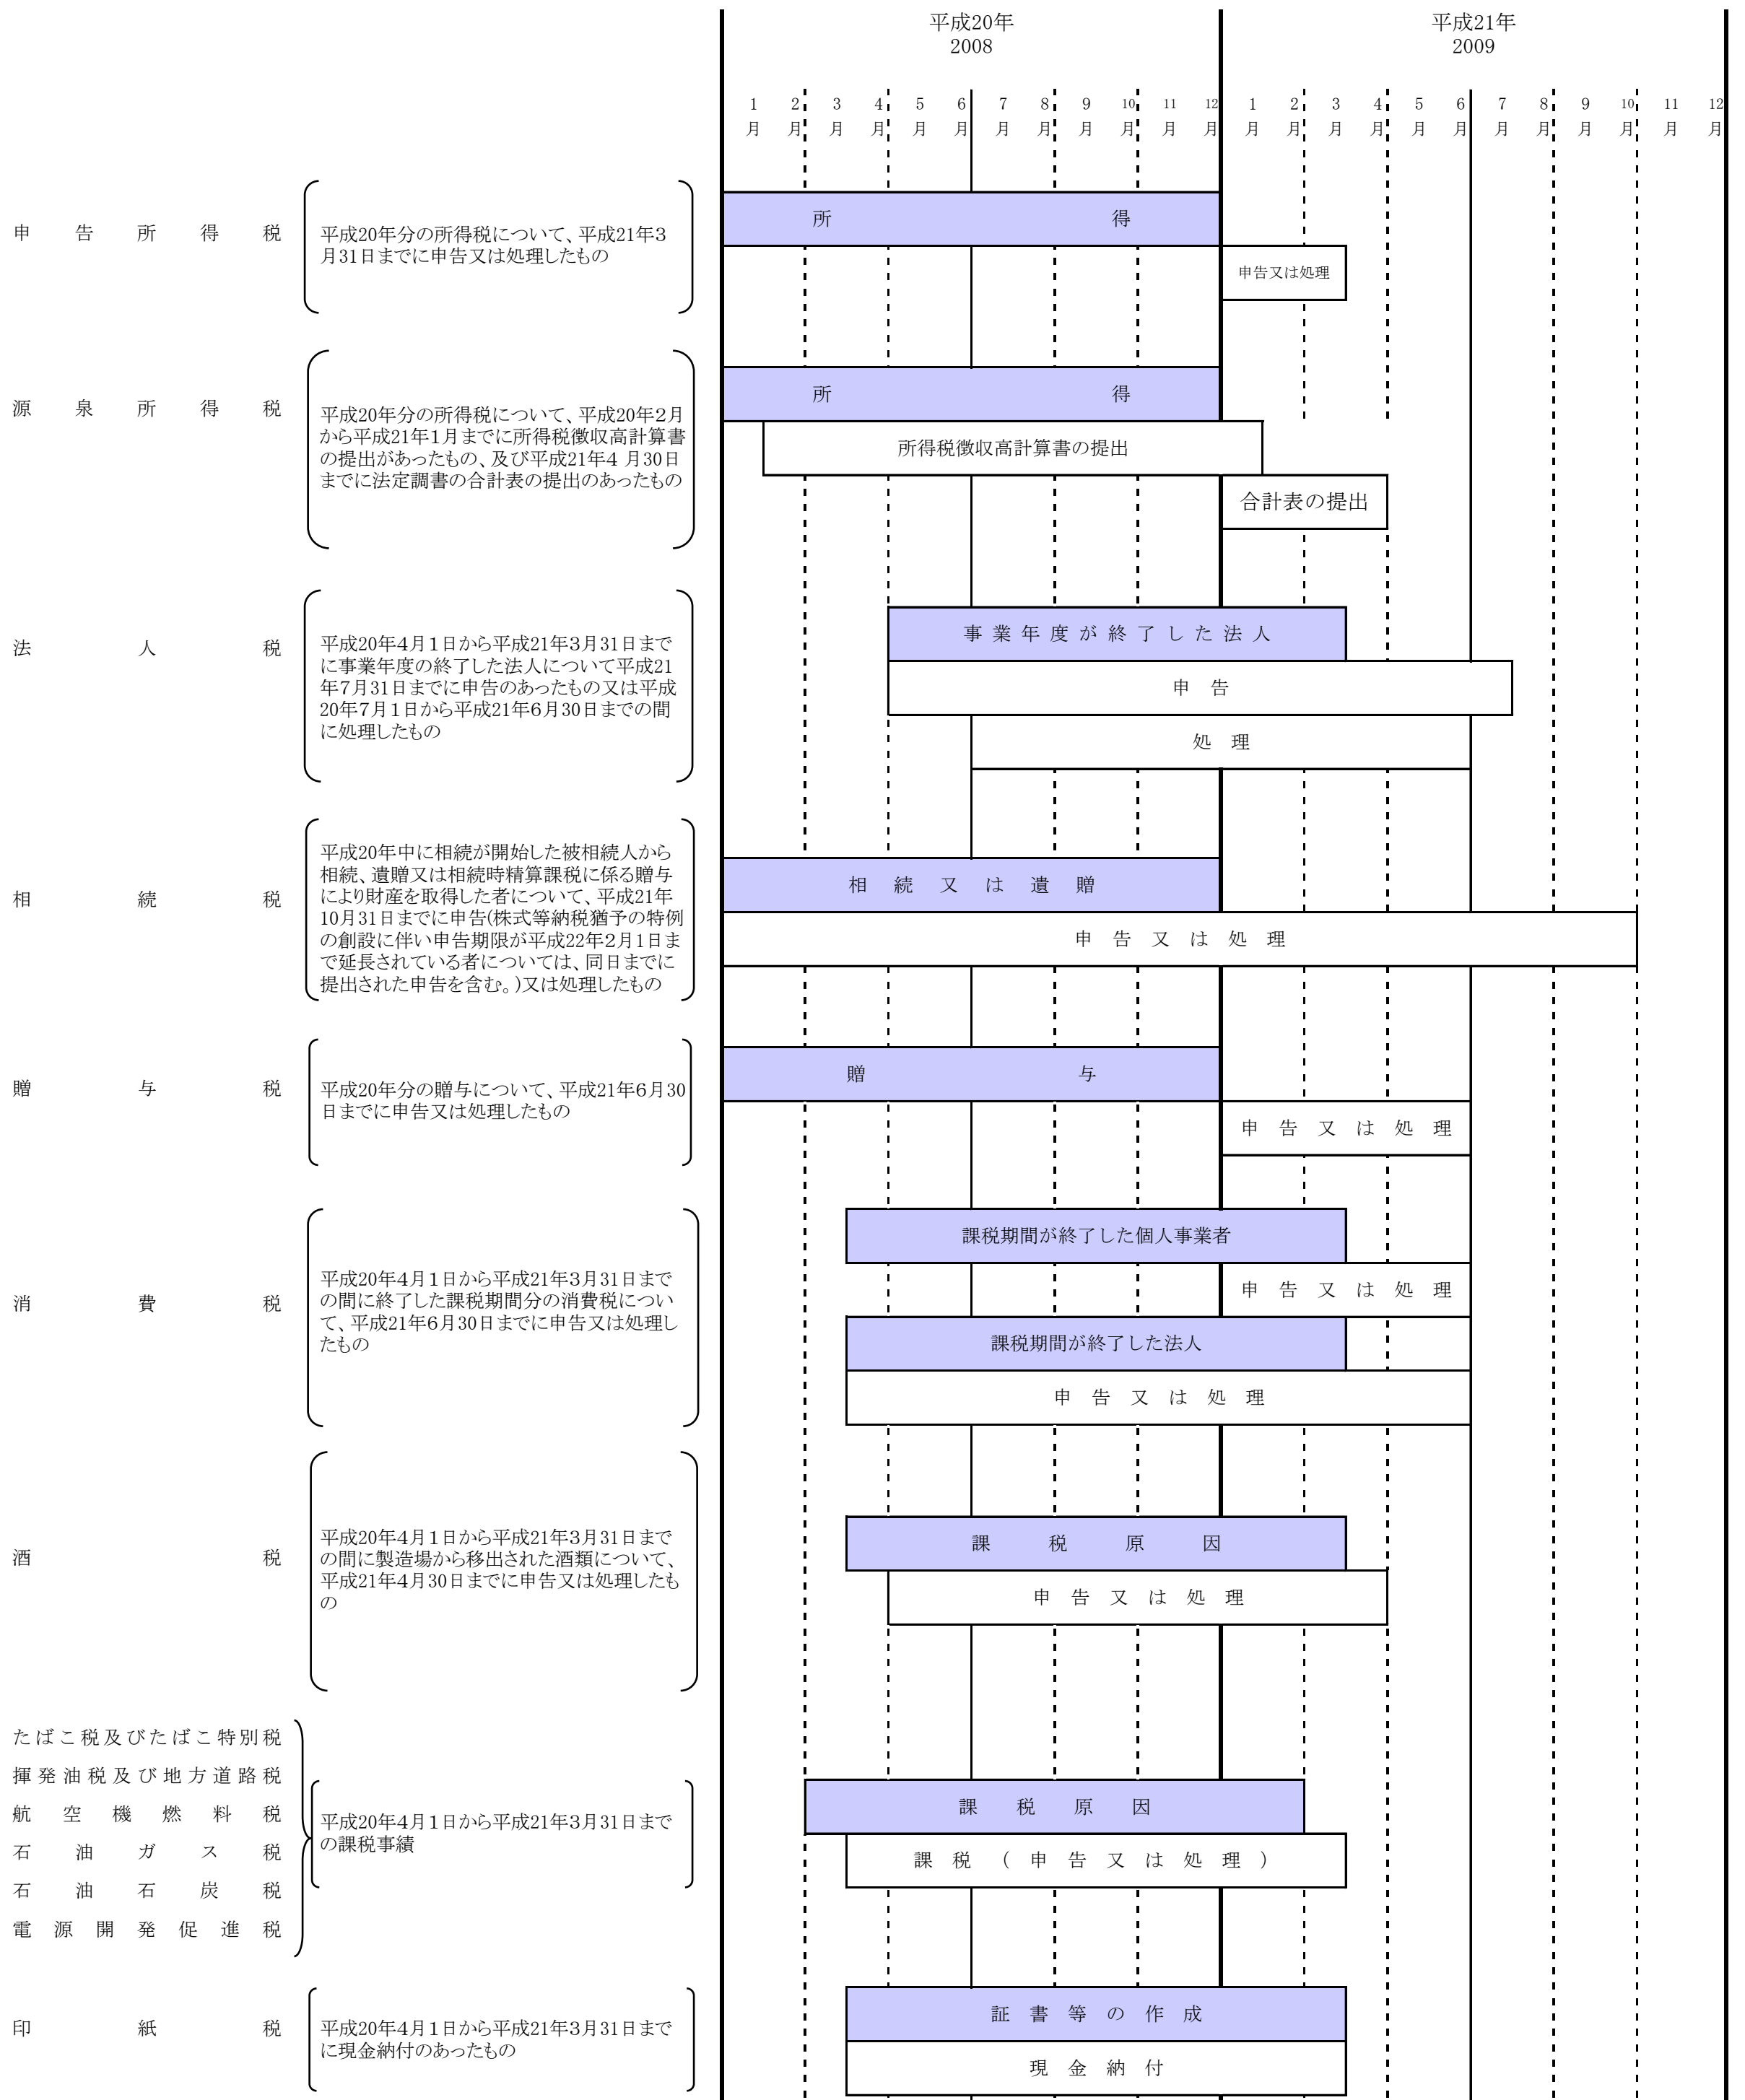 平成20年
2008
平成21年
2009
1月 2月 3月 4月 5月 6月 7月 8月 9月 10月 11月 12月 1月 2月 3月 4月 5月 6月 7月 8月 9月 10月 11月 12月
申告所得税
平成20年分の所得税について、平成21年3
月31日までに申告又は処理したもの
所得
申告又は処理
源泉所得税
平成20年分の所得税について、平成20年2月
から平成21年1月までに所得税徴収高計算書
の提出があったもの、及び平成21年4 月30日
までに法定調書の合計表の提出のあったもの
所得
所得税徴収高計算書の提出
合計表の提出
法人税
平成20年4月1日から平成21年3月31日まで
に事業年度の終了した法人について平成21
年7月31日までに申告のあったもの又は平成
20年7月1日から平成21年6月30日までの間
に処理したもの
事業年度が終了した法人
申告
処理
相続税
平成20年中に相続が開始した被相続人から
相続、遺贈又は相続時精算課税に係る贈与
により財産を取得した者について、平成21年
10月31日までに申告(株式等納税猶予の特例
の創設に伴い申告期限が平成22年2月1日ま
で延長されている者については、同日までに
提出された申告を含む。)又は処理したもの
相続又は遺贈
申告又は処理
贈与税
平成20年分の贈与について、平成21年6月30
日までに申告又は処理したもの
贈与
申告又は処理
消費税
平成20年4月1日から平成21年3月31日まで
の間に終了した課税期間分の消費税につい
て、平成21年6月30日までに申告又は処理し
たもの
課税期間が終了した個人事業者
申告又は処理
課税期間が終了した法人
申告又は処理
酒税
平成20年4月1日から平成21年3月31日まで
の間に製造場から移出された酒類について、
平成21年4月30日までに申告又は処理したも
の
課税原因
申告又は処理
たばこ税及びたばこ特別税
揮発油税及び地方道路税
航空機燃料税
石油ガス税
石油石炭税
電源開発促進税
平成20年4月1日から平成21年3月31日まで
の課税事績
課税原因
課税(申告又は処理)
印紙税
平成20年4月1日から平成21年3月31日まで
に現金納付のあったもの
証書等の作成
現金納付